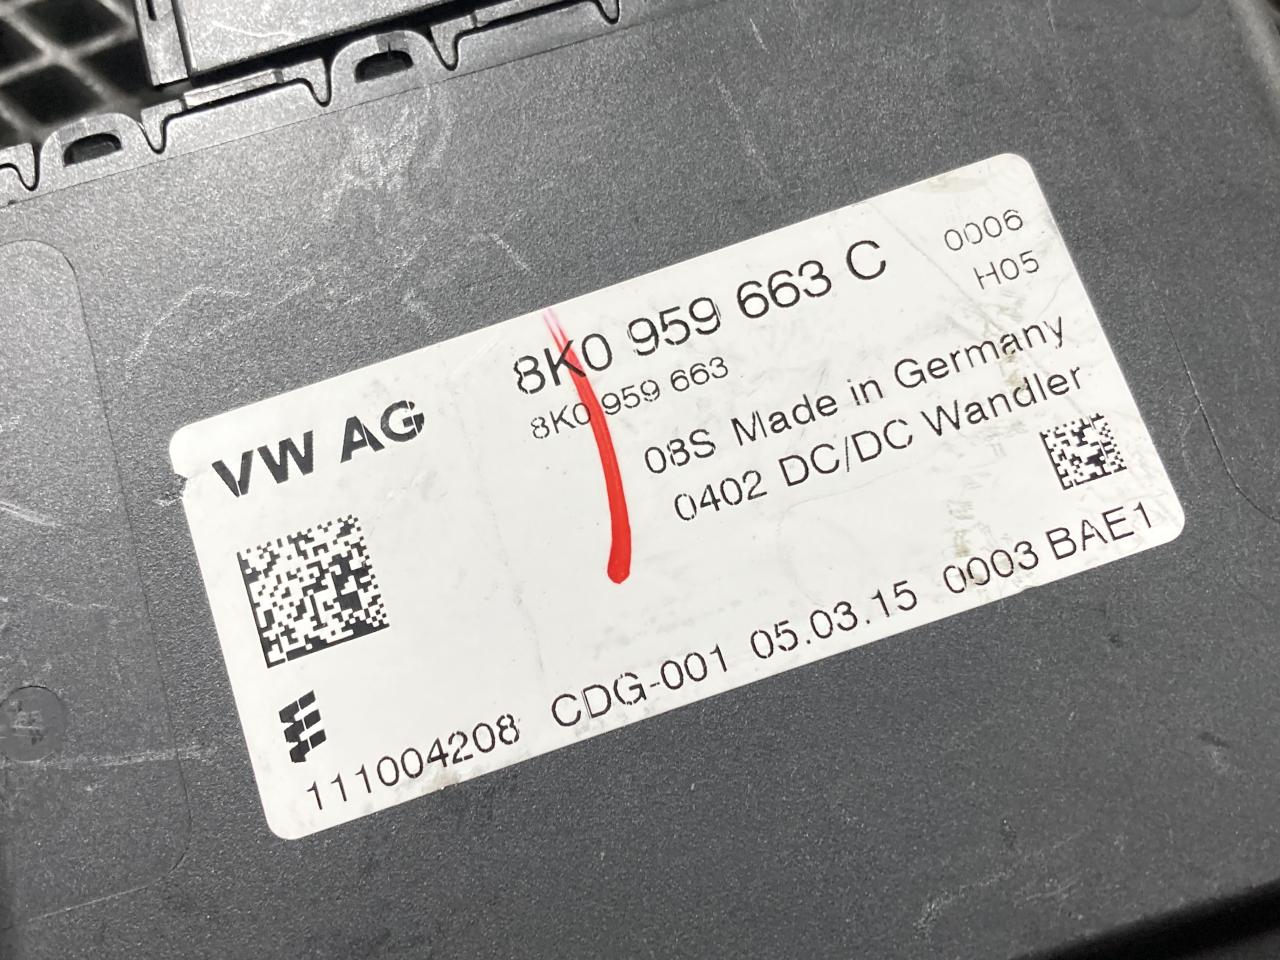 8K0 959 663 C
0006
8K0 959 663
H05
VW AG
08S Made in Germany
0402 DC/DC Wandler
111004208 CDG-001 05.03.15 0003 BAE1